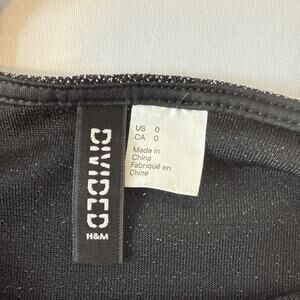 DIVIDED
H&M
US 0
CA 0
Made in
China
Fabriqué en
Chine